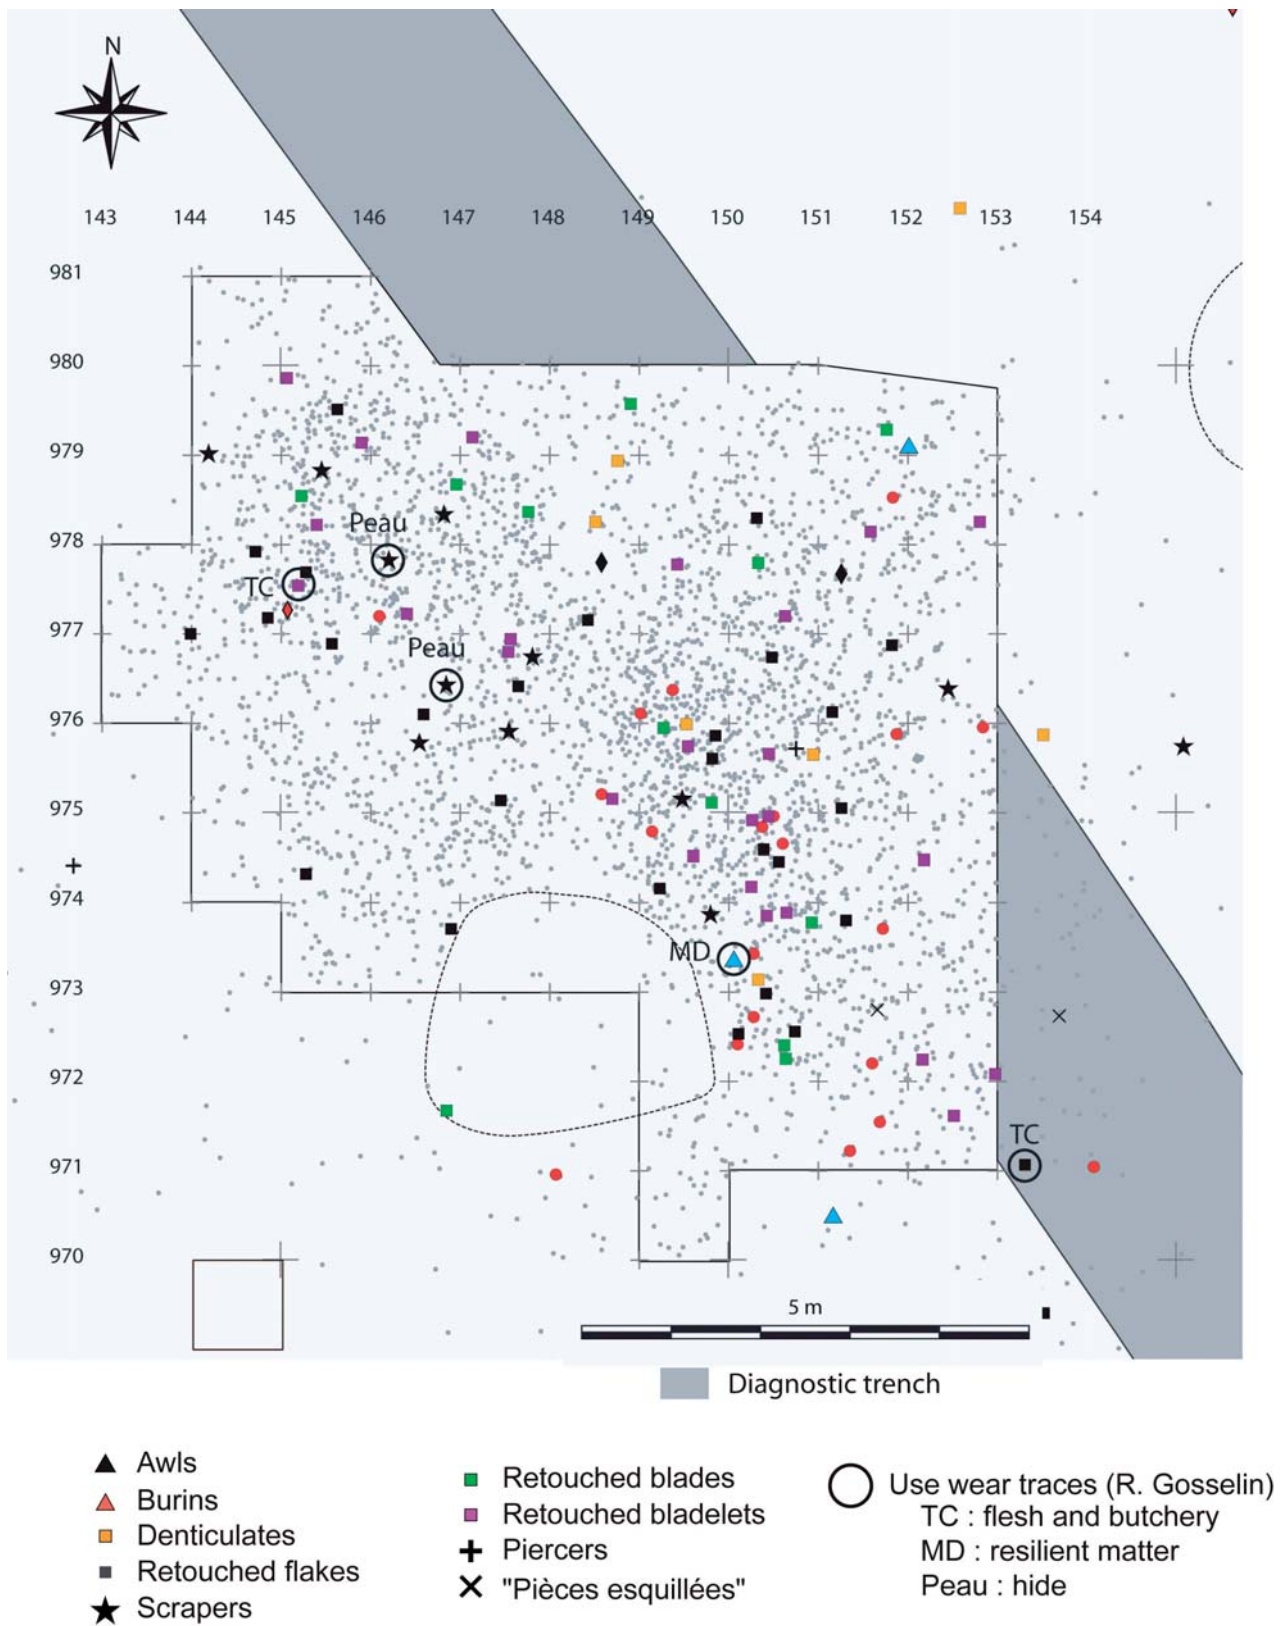 N
143 144 145 146 147 148 149 150 151 152 153 154
981
980
979
Peau
978
TC
977
Peau
976
975
974
MD
973
972
TC
971
970
5 m
Diagnostic trench
Awls
Burins
Denticulates
Retouched flakes
Scrapers
Retouched blades
Retouched bladelets
Piercers
"Pièces esquillées"
Use wear traces (R. Gosselin)
TC : flesh and butchery
MD : resilient matter
Peau : hide